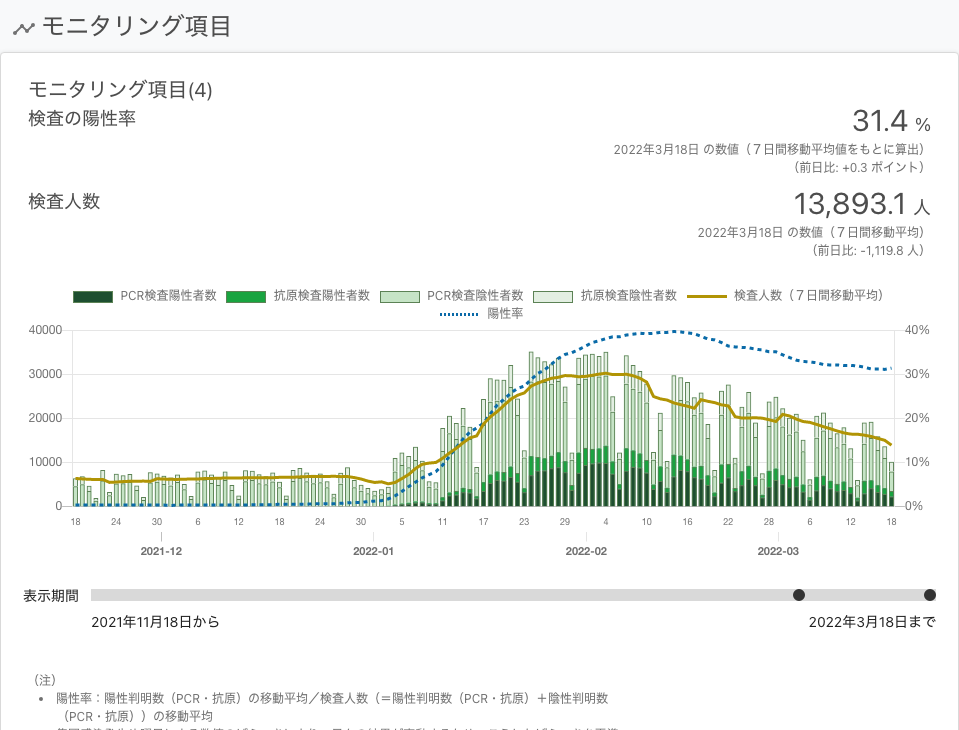 モニタリング項目
モニタリング項目(4)
検査の陽性率
31.4 %
2022年3月18日 の数値（７日間移動平均値をもとに算出）
（前日比: +0.3 ポイント）
検査人数
13,893.1 人
2022年3月18日 の数値（７日間移動平均）
（前日比: -1,119.8 人）
PCR検査陽性者数 抗原検査陽性者数 PCR検査陰性者数 抗原検査陰性者数 検査人数（７日間移動平均）
陽性率
40000 40%
30000 30%
20000 20%
10000 10%
0 0%
18 24 30 6 12 18 24 30 5 11 17 23 29 4 10 16 22 28 6 12 18
2021-12 2022-01 2022-02 2022-03
表示期間
2021年11月18日から 2022年3月18日まで
（注）
• 陽性率：陽性判明数（PCR・抗原）の移動平均／検査人数（＝陽性判明数（PCR・抗原）＋陰性判明数
（PCR・抗原））の移動平均